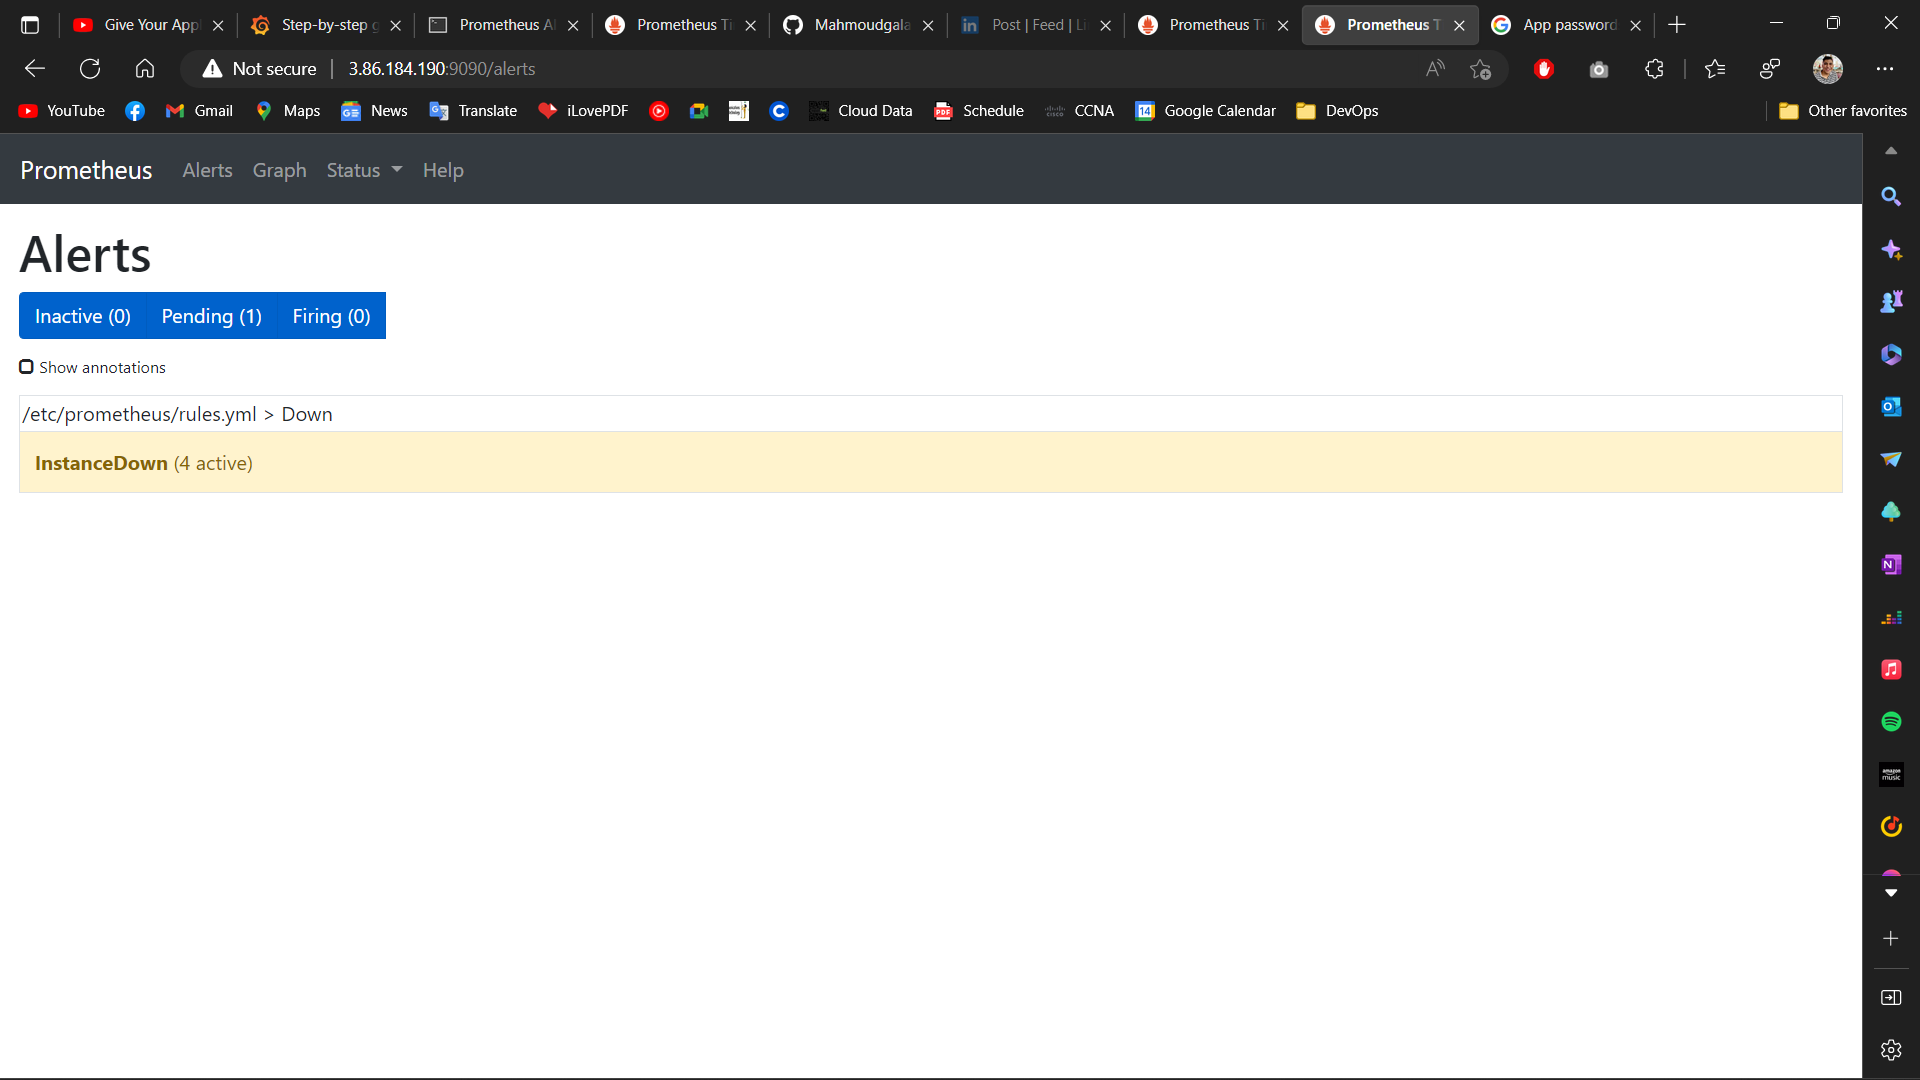 Give Your App
Step-by-step g
Prometheus Al
Prometheus Ti
Mahmoudgala
Post | Feed | Li
Prometheus Ti
Prometheus T
App password
Not secure
3.86.184.190:9090/alerts
YouTube
Gmail
Maps
News
Translate
iLovePDF
Cloud Data
Schedule
CCNA
Google Calendar
DevOps
Other favorites
Prometheus
Alerts
Graph
Status
Help
Alerts
Inactive (0)
Pending (1)
Firing (0)
Show annotations
/etc/prometheus/rules.yml > Down
InstanceDown (4 active)
amazon
music